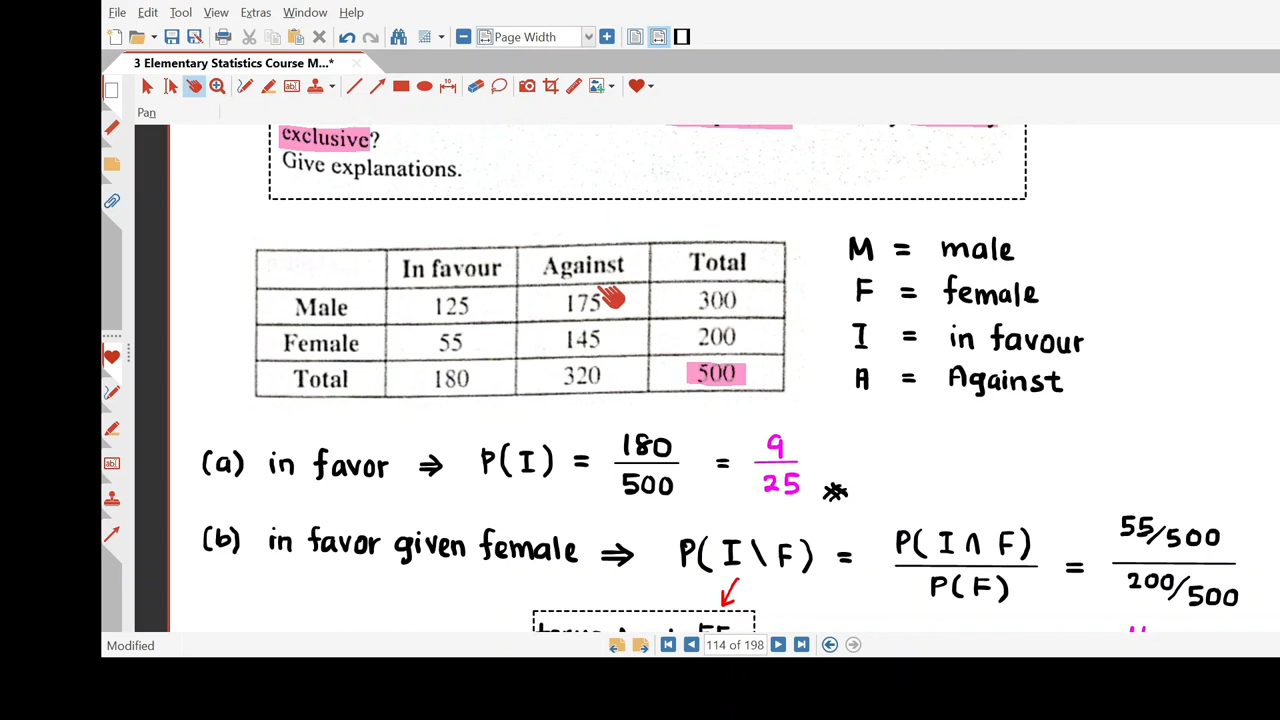 File Edit Tool View Extras Window Help
Page Width
3 Elementary Statistics Course M...*
Pan
exclusive?
Give explanations.
In favour Against Total
Male 125 175 300
Female 55 145 200
Total 180 320 500
M = male
F = female
I = in favour
A = Against
(a) in favor ⇒ P(I) = 180/500 = 9/25
(b) in favor given female ⇒ P(I \ F) = P(I ∩ F)/P(F) = 55/500 / 200/500
55
Modified
114 of 198